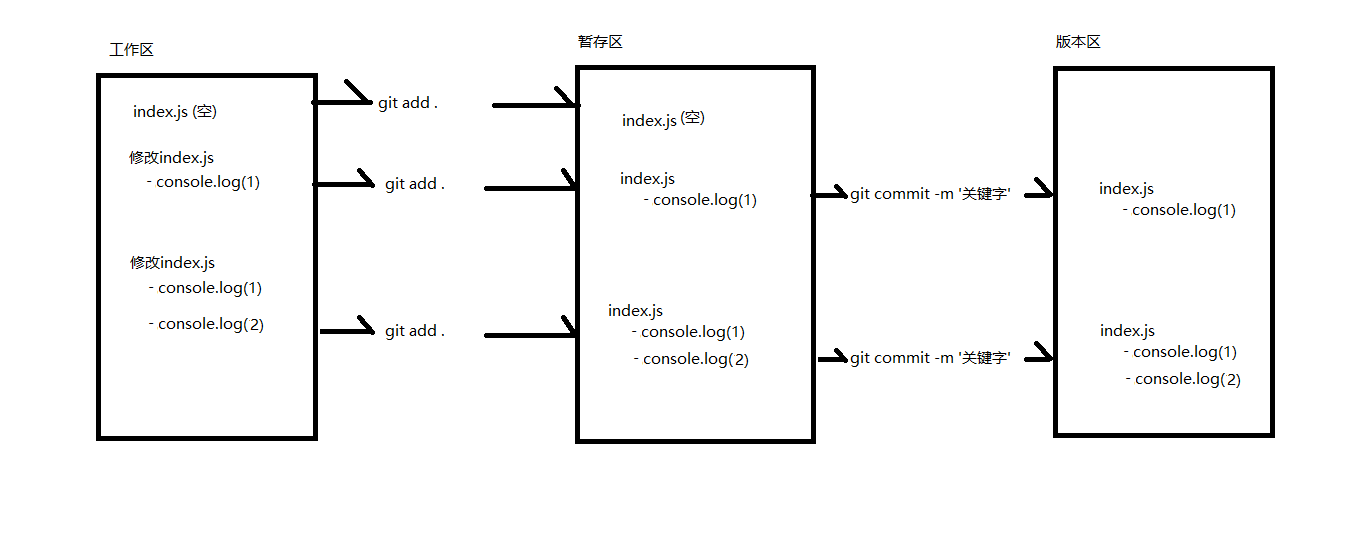 工作区
index.js (空)
修改index.js
- console.log(1)
修改index.js
- console.log(1)
- console.log(2)
git add .
git add .
git add .
暂存区
index.js (空)
index.js
- console.log(1)
index.js
- console.log(1)
- console.log(2)
git commit -m '关键字'
git commit -m '关键字'
版本区
index.js
- console.log(1)
index.js
- console.log(1)
- console.log(2)